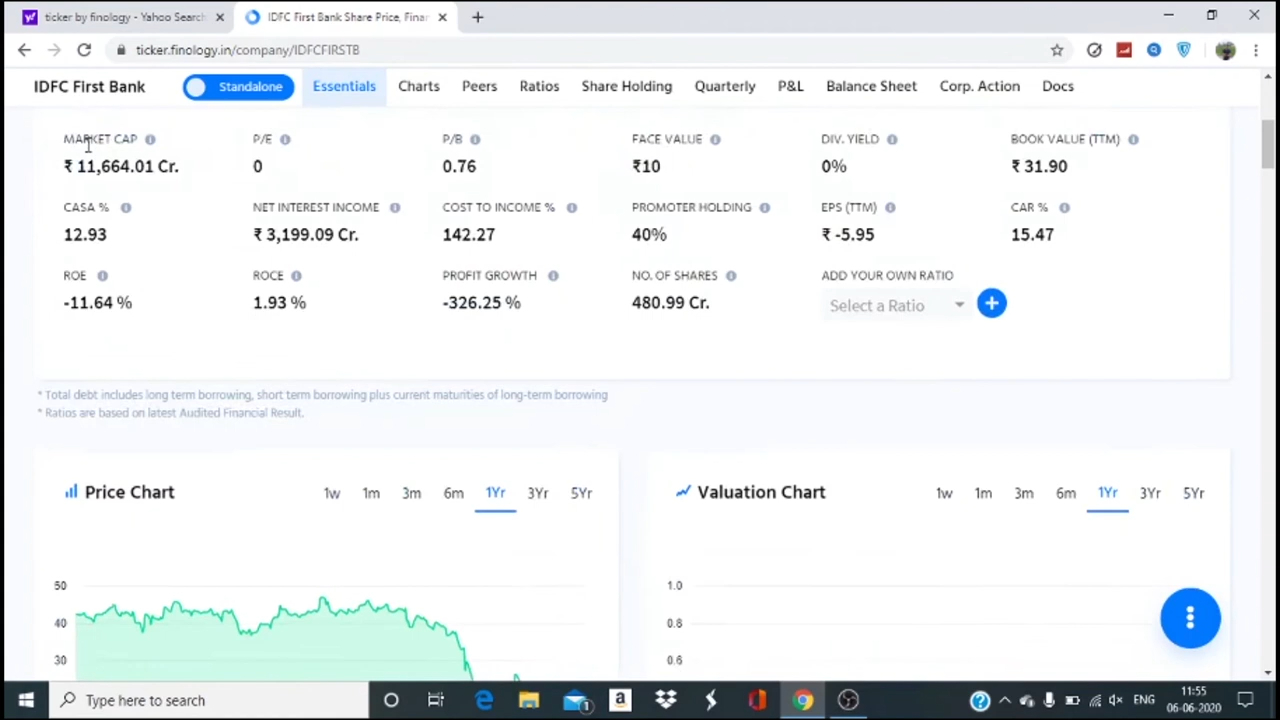 ticker by finology - Yahoo Search
IDFC First Bank Share Price, Finar
ticker.finology.in/company/IDFCFIRSTB
IDFC First Bank Standalone Essentials Charts Peers Ratios Share Holding Quarterly P&L Balance Sheet Corp. Action Docs
MARKET CAP P/E P/B FACE VALUE DIV. YIELD BOOK VALUE (TTM)
₹ 11,664.01 Cr. 0 0.76 ₹10 0% ₹ 31.90
CASA % NET INTEREST INCOME COST TO INCOME % PROMOTER HOLDING EPS (TTM) CAR %
12.93 ₹ 3,199.09 Cr. 142.27 40% ₹ -5.95 15.47
ROE ROCE PROFIT GROWTH NO. OF SHARES ADD YOUR OWN RATIO
-11.64 % 1.93 % -326.25 % 480.99 Cr. Select a Ratio
* Total debt includes long term borrowing, short term borrowing plus current maturities of long-term borrowing
* Ratios are based on latest Audited Financial Result.
Price Chart 1w 1m 3m 6m 1Yr 3Yr 5Yr
Valuation Chart 1w 1m 3m 6m 1Yr 3Yr 5Yr
50
40
30
1.0
0.8
0.6
Type here to search
1
ENG
11:55
06-06-2020